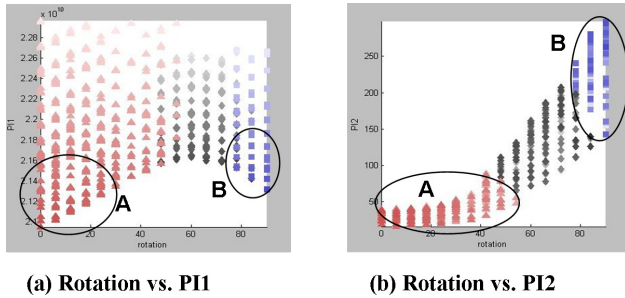 x 10^10
2.28
2.26
2.24
2.22
2.2
2.18
2.16
2.14
2.12
2.1
PI1
0
20
40
60
80
rotation
A
B
250
200
150
100
50
PI2
0
20
40
60
80
rotation
A
B
(a) Rotation vs. PI1
(b) Rotation vs. PI2